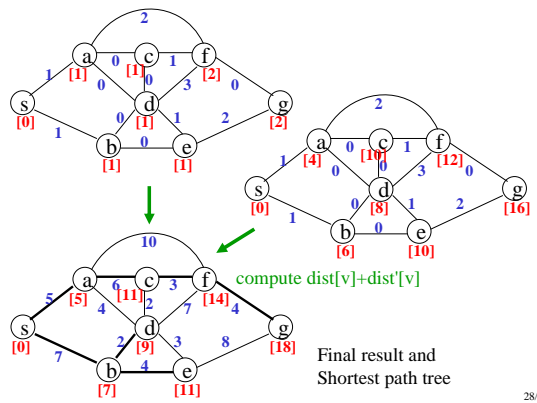 2
a 0 c 1 f
1 [1] 0 [1] 0 3 [2] 0
s d g
[0] 0 [1] 1 2 [2]
1 b 0 e
[1] [1]
2
a 0 c 1 f
1 [4] 0 [10] 0 3 [12] 0
s d g
[0] 0 [8] 1 2 [16]
1 b 0 e
[6] [10]
compute dist[v]+dist'[v]
10
a 6 c 3 f
5 [5] 4 [11] 2 7 [14] 4
s d g
[0] 2 [9] 3 8 [18]
7 b 4 e
[7] [11]
Final result and
Shortest path tree
28/